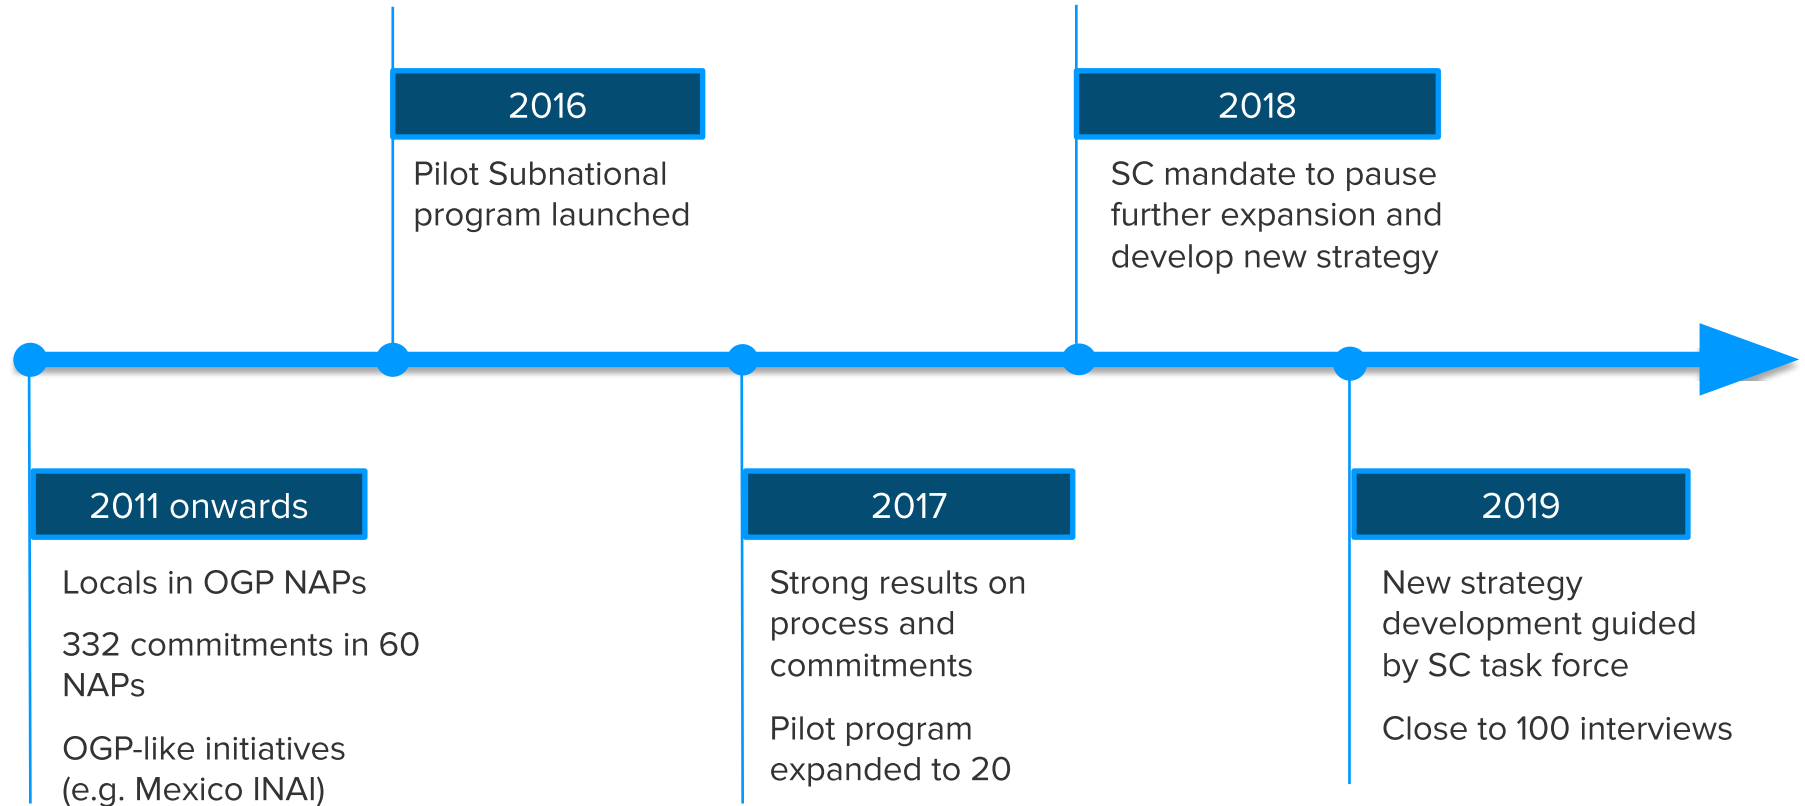 2016
Pilot Subnational
program launched
2018
SC mandate to pause
further expansion and
develop new strategy
2011 onwards
Locals in OGP NAPs
332 commitments in 60
NAPs
OGP-like initiatives
(e.g. Mexico INAI)
2017
Strong results on
process and
commitments
Pilot program
expanded to 20
2019
New strategy
development guided
by SC task force
Close to 100 interviews